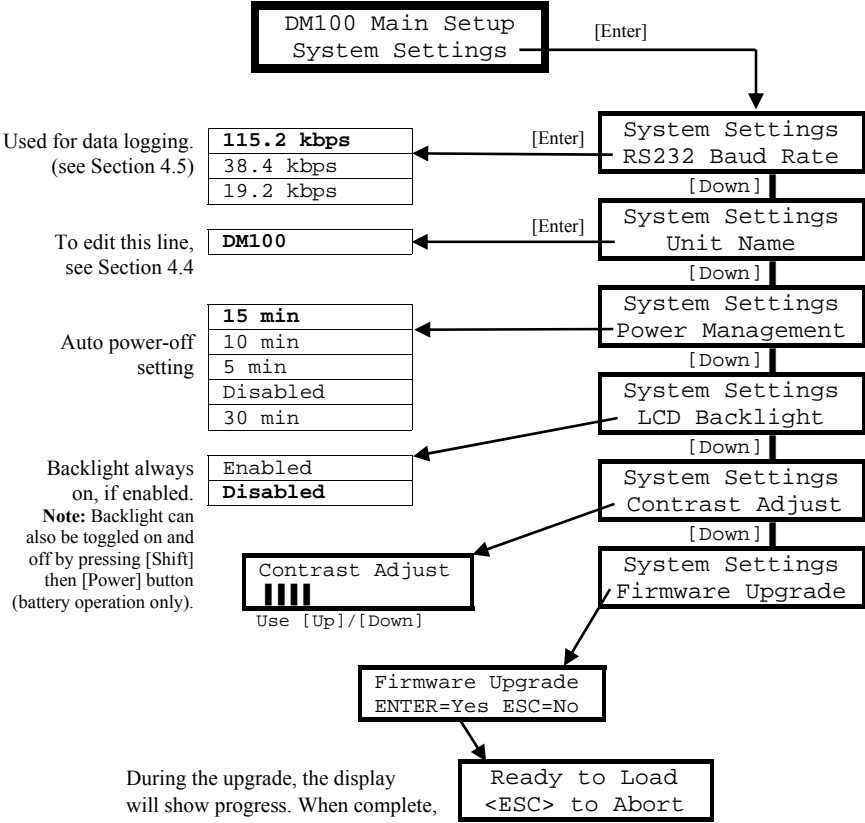 DM100 Main Setup
System Settings
[Enter]
System Settings
RS232 Baud Rate
[Enter]
Used for data logging.
(see Section 4.5)
115.2 kbps
38.4 kbps
19.2 kbps
[Down]
System Settings
Unit Name
[Enter]
To edit this line,
see Section 4.4
DM100
[Down]
System Settings
Power Management
Auto power-off
setting
15 min
10 min
5 min
Disabled
30 min
[Down]
System Settings
LCD Backlight
Backlight always
on, if enabled.
Note: Backlight can
also be toggled on and
off by pressing [Shift]
then [Power] button
(battery operation only).
Enabled
Disabled
[Down]
System Settings
Contrast Adjust
Contrast Adjust
Use [Up]/[Down]
[Down]
System Settings
Firmware Upgrade
Firmware Upgrade
ENTER=Yes ESC=No
During the upgrade, the display
will show progress. When complete,
Ready to Load
<ESC> to Abort